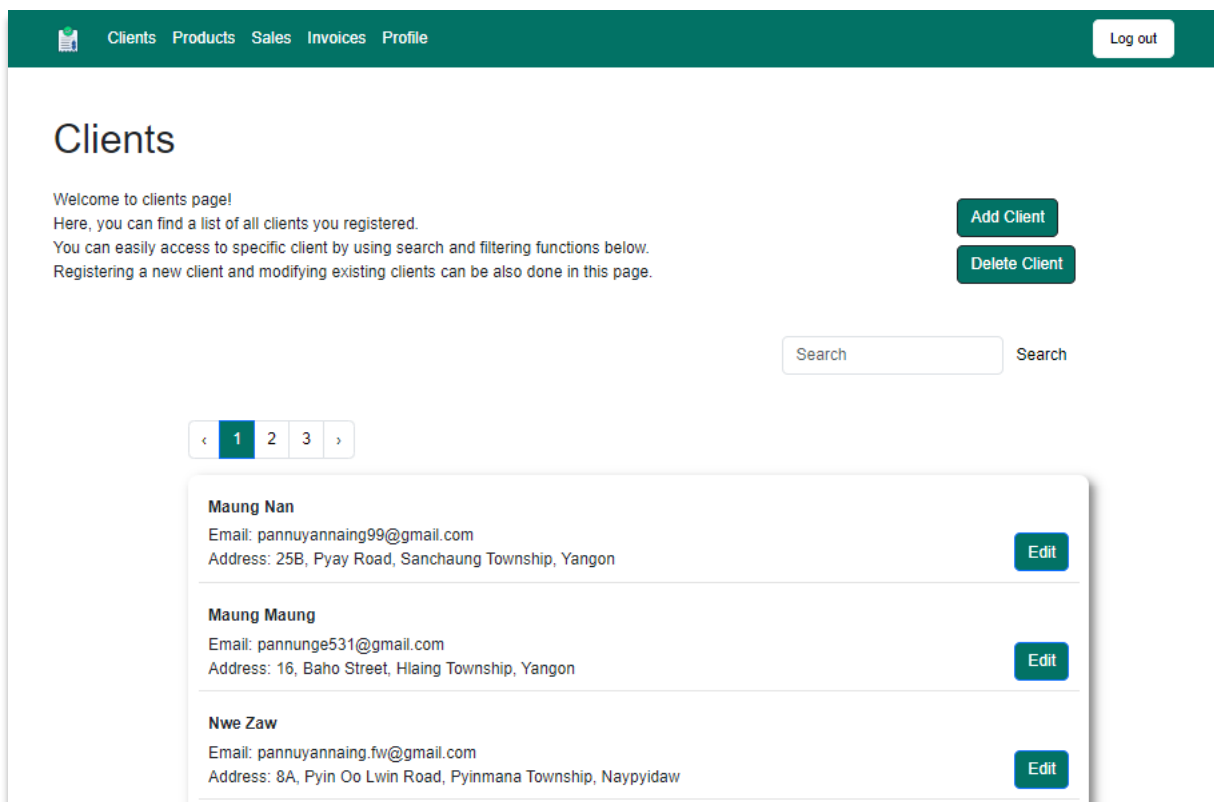 Clients Products Sales Invoices Profile Log out
Clients
Welcome to clients page!
Here, you can find a list of all clients you registered.
You can easily access to specific client by using search and filtering functions below.
Registering a new client and modifying existing clients can be also done in this page.
Add Client
Delete Client
Search Search
‹ 1 2 3 ›
Maung Nan
Email: pannuyannaing99@gmail.com
Address: 25B, Pyay Road, Sanchaung Township, Yangon
Edit
Maung Maung
Email: pannunge531@gmail.com
Address: 16, Baho Street, Hlaing Township, Yangon
Edit
Nwe Zaw
Email: pannuyannaing.fw@gmail.com
Address: 8A, Pyin Oo Lwin Road, Pyinmana Township, Naypyidaw
Edit